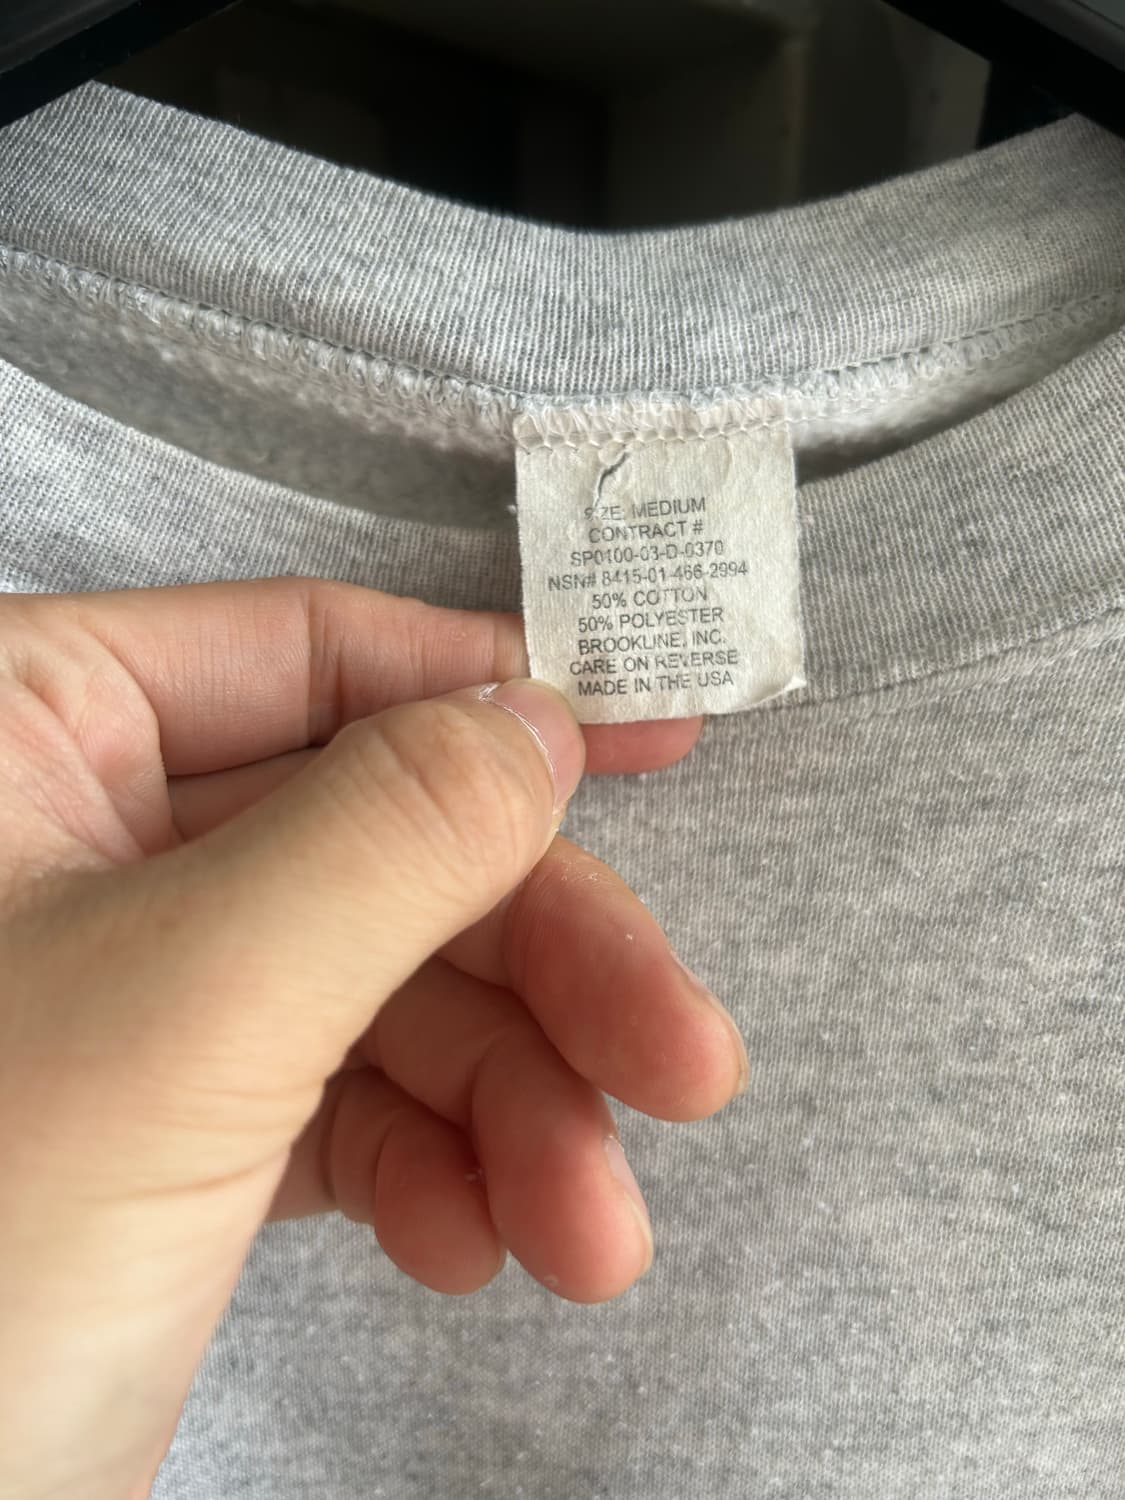 SIZE: MEDIUM
CONTRACT #
SP0100-03-D-0370
NSN# 8415-01-466-2994
50% COTTON
50% POLYESTER
BROOKLINE, INC.
CARE ON REVERSE
MADE IN THE USA